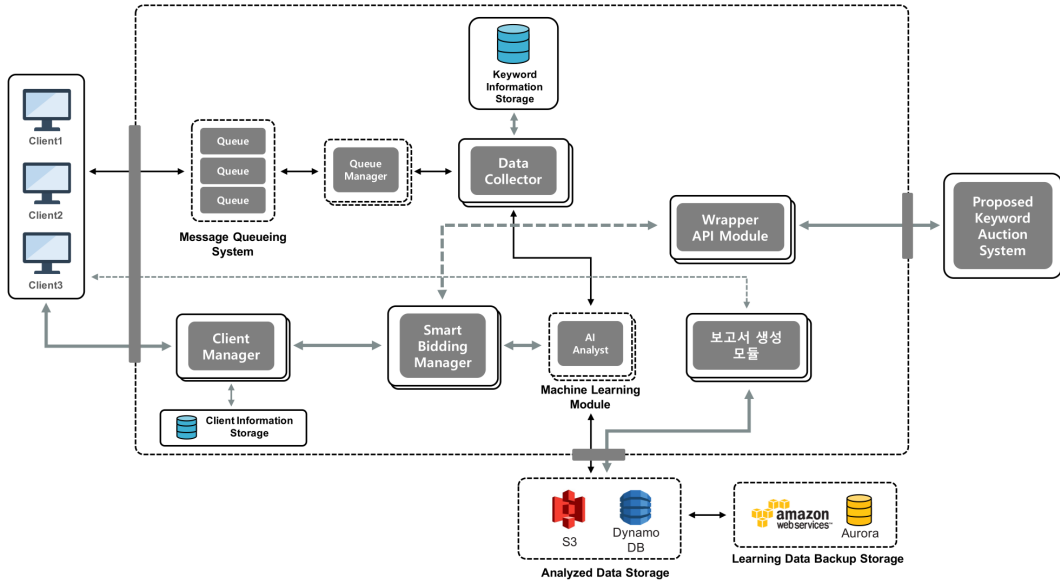 Keyword
Information
Storage
Client1
Client2
Client3
Queue
Queue
Queue
Message Queueing
System
Queue
Manager
Data
Collector
Wrapper
API Module
Proposed
Keyword
Auction
System
Client
Manager
Smart
Bidding
Manager
AI
Analyst
Machine Learning
Module
보고서 생성
모듈
Client Information
Storage
S3
Dynamo
DB
Analyzed Data Storage
amazon
web services™
Aurora
Learning Data Backup Storage